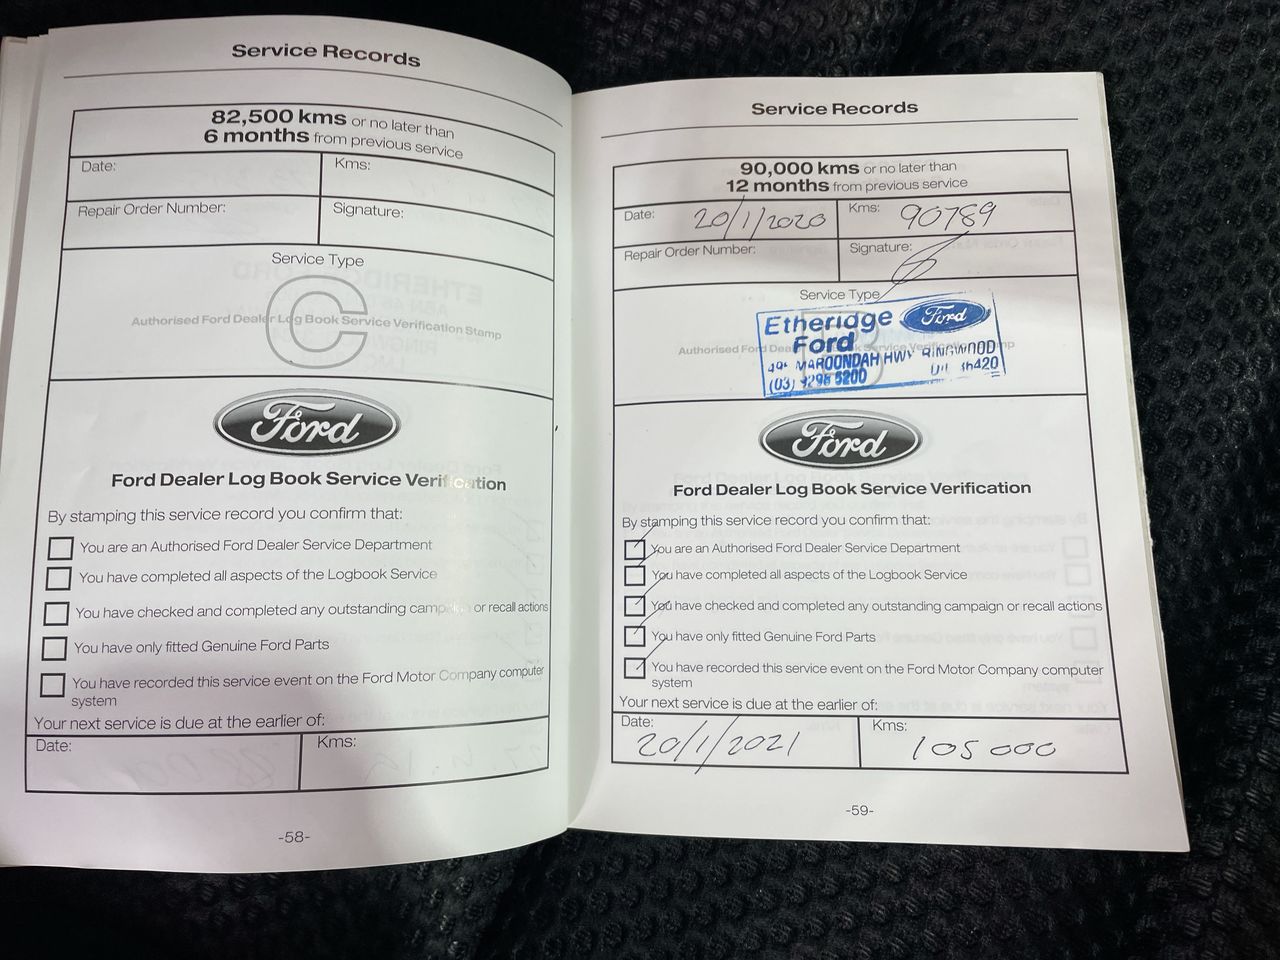 Service Records
82,500 kms or no later than
6 months from previous service
Date:
Kms:
Repair Order Number:
Signature:
Service Type
C
Authorised Ford Dealer Log Book Service Verification Stamp
Ford
Ford Dealer Log Book Service Verification
By stamping this service record you confirm that:
You are an Authorised Ford Dealer Service Department
You have completed all aspects of the Logbook Service
You have checked and completed any outstanding campaign or recall actions
You have only fitted Genuine Ford Parts
You have recorded this service event on the Ford Motor Company computer
system
Your next service is due at the earlier of:
Date:
Kms:
-58-
Service Records
90,000 kms or no later than
12 months from previous service
Date: 20/1/2020
Kms: 90789
Repair Order Number:
Signature:
Service Type
B
Authorised Ford Dealer Service Verification
Etheridge Ford
Ford
MAROONDAH HWY RINGWOOD
(03) 5200
Ford
Ford Dealer Log Book Service Verification
By stamping this service record you confirm that:
You are an Authorised Ford Dealer Service Department
You have completed all aspects of the Logbook Service
You have checked and completed any outstanding campaign or recall actions
You have only fitted Genuine Ford Parts
You have recorded this service event on the Ford Motor Company computer
system
Your next service is due at the earlier of:
Date: 20/1/2021
Kms: 105000
-59-